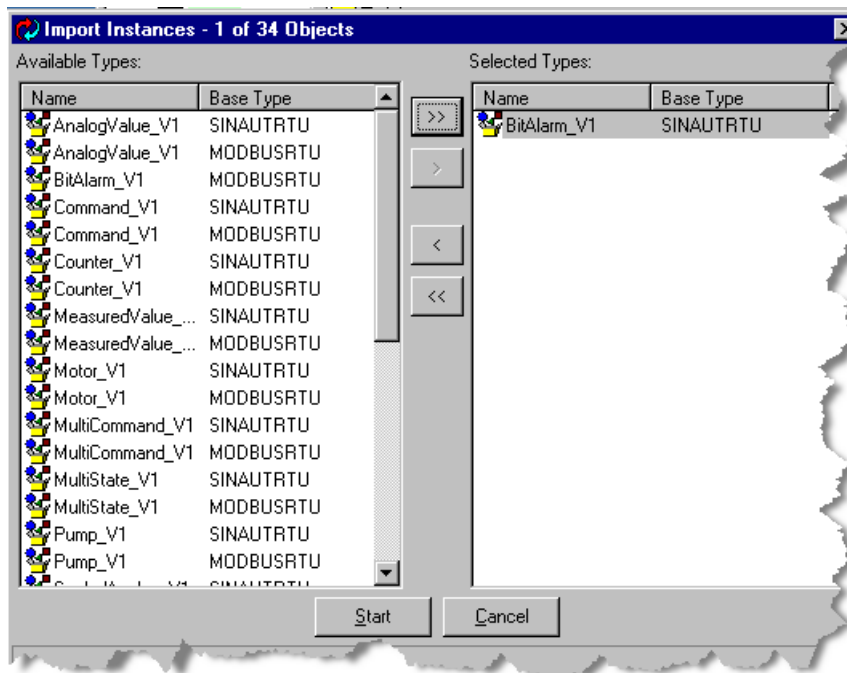 Import Instances - 1 of 34 Objects
Available Types:
Selected Types:
Name Base Type
AnalogValue_V1 SINAUTRTU
AnalogValue_V1 MODBUSRTU
BitAlarm_V1 MODBUSRTU
Command_V1 SINAUTRTU
Command_V1 MODBUSRTU
Counter_V1 SINAUTRTU
Counter_V1 MODBUSRTU
MeasuredValue_... SINAUTRTU
MeasuredValue_... MODBUSRTU
Motor_V1 SINAUTRTU
Motor_V1 MODBUSRTU
MultiCommand_V1 SINAUTRTU
MultiCommand_V1 MODBUSRTU
MultiState_V1 SINAUTRTU
MultiState_V1 MODBUSRTU
Pump_V1 SINAUTRTU
Pump_V1 MODBUSRTU
SINAUTRTU
>>
>
<
<<
Name Base Type
BitAlarm_V1 SINAUTRTU
Start
Cancel